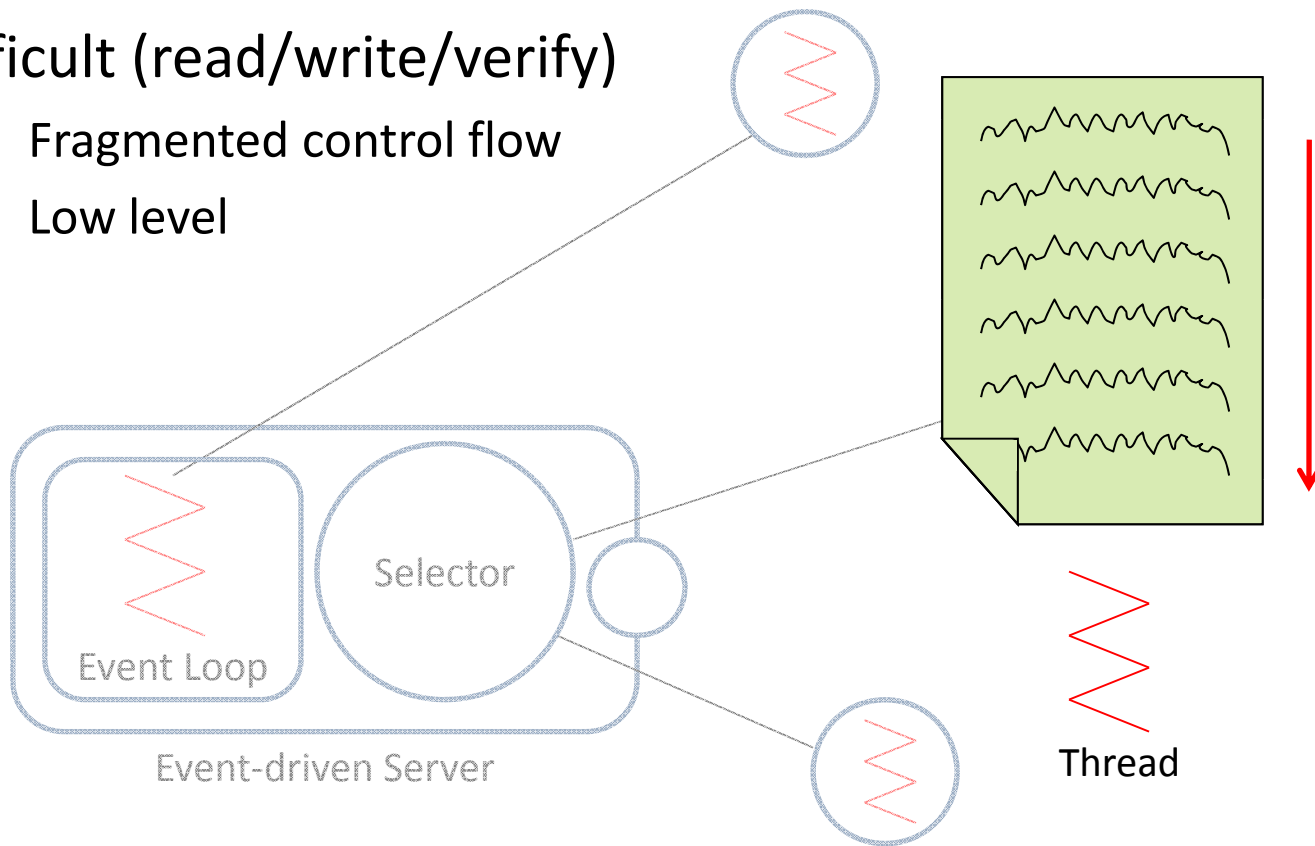 ficult (read/write/verify)
Fragmented control flow
Low level
Selector
Event Loop
Event-driven Server
Thread